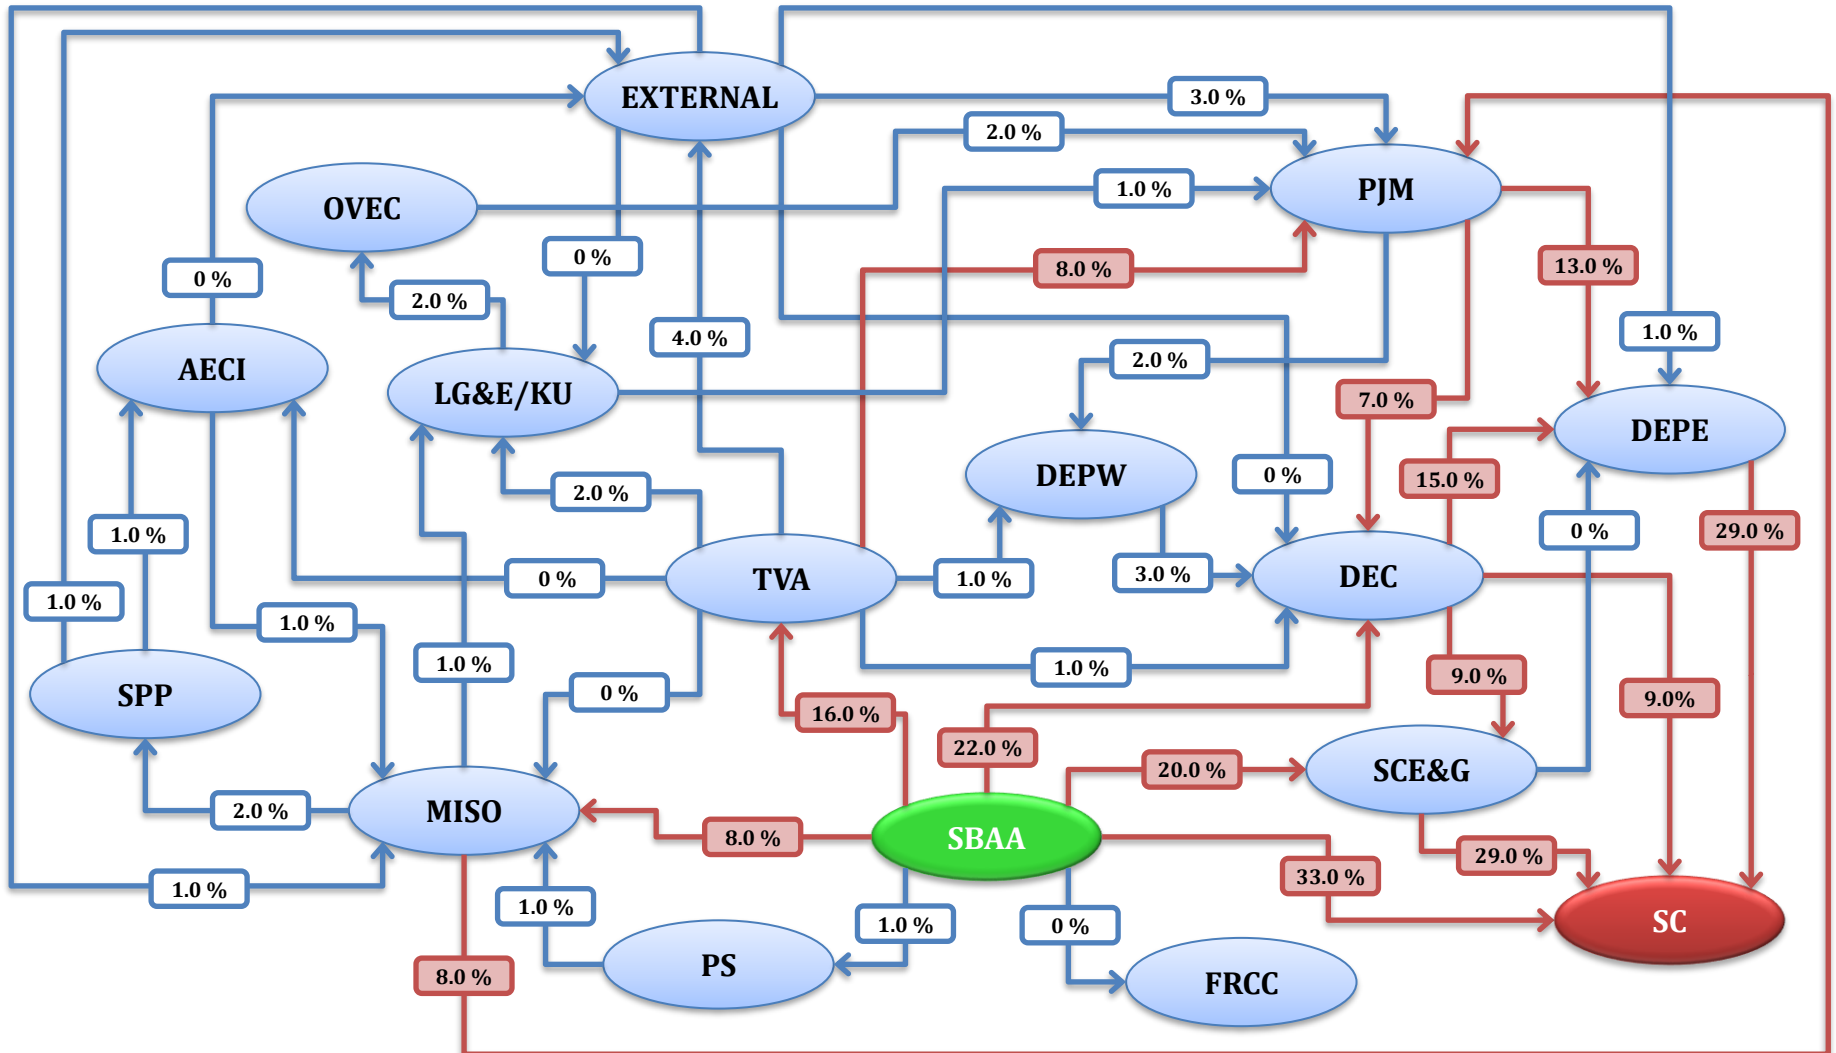 EXTERNAL
3.0 %
2.0 %
OVEC
1.0 %
PJM
0 %
0 %
8.0 %
13.0 %
2.0 %
4.0 %
1.0 %
AECI
2.0 %
LG&E/KU
7.0 %
DEPE
DEPW
0 %
15.0 %
2.0 %
1.0 %
0 %
29.0 %
0 %
TVA
1.0 %
3.0 %
DEC
1.0 %
1.0 %
1.0 %
1.0 %
9.0 %
SPP
0 %
9.0%
16.0 %
22.0 %
20.0 %
SCE&G
2.0 %
MISO
8.0 %
SBAA
29.0 %
33.0 %
1.0 %
1.0 %
1.0 %
0 %
SC
PS
8.0 %
FRCC